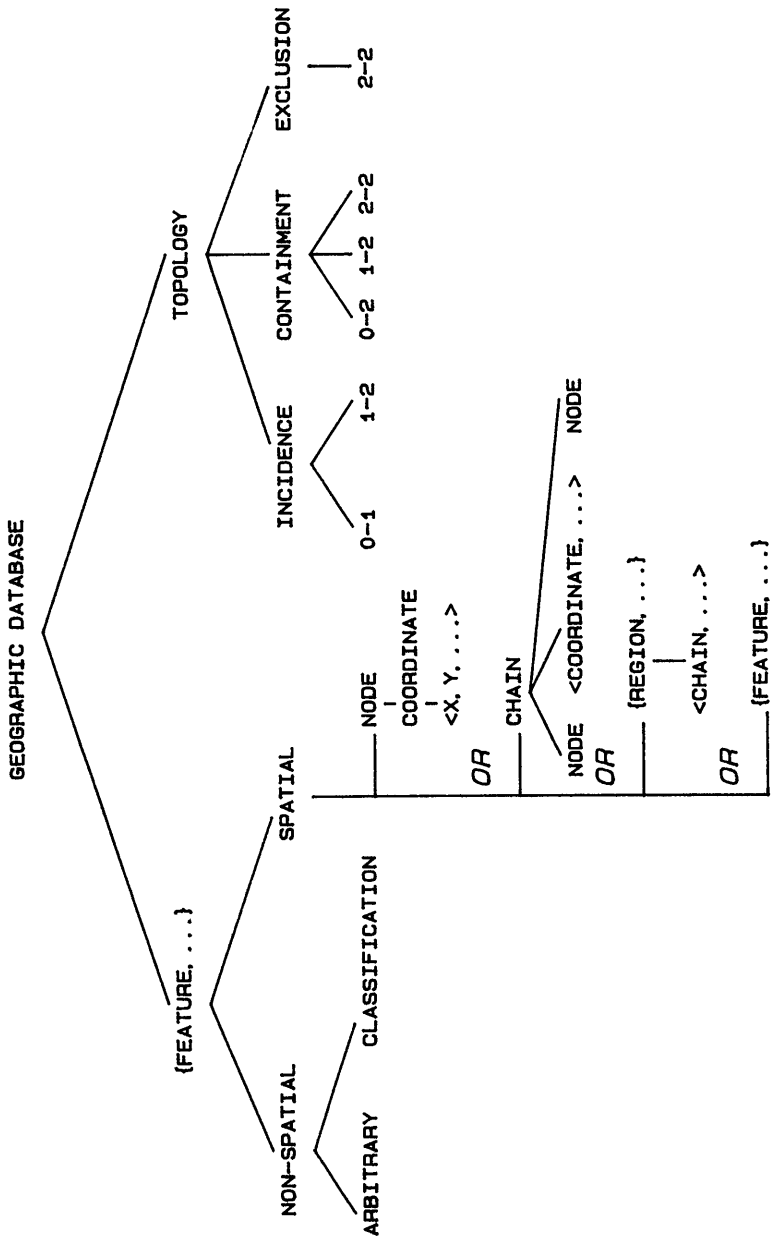 GEOGRAPHIC DATABASE
{FEATURE, ...}
TOPOLOGY
NON-SPATIAL
SPATIAL
INCIDENCE
CONTAINMENT
EXCLUSION
ARBITRARY
CLASSIFICATION
0-1
1-2
0-2
1-2
2-2
2-2
NODE
COORDINATE
<X, Y, ...>
OR
CHAIN
NODE
<COORDINATE, ...>
NODE
OR
{REGION, ...}
<CHAIN, ...>
OR
{FEATURE, ...}